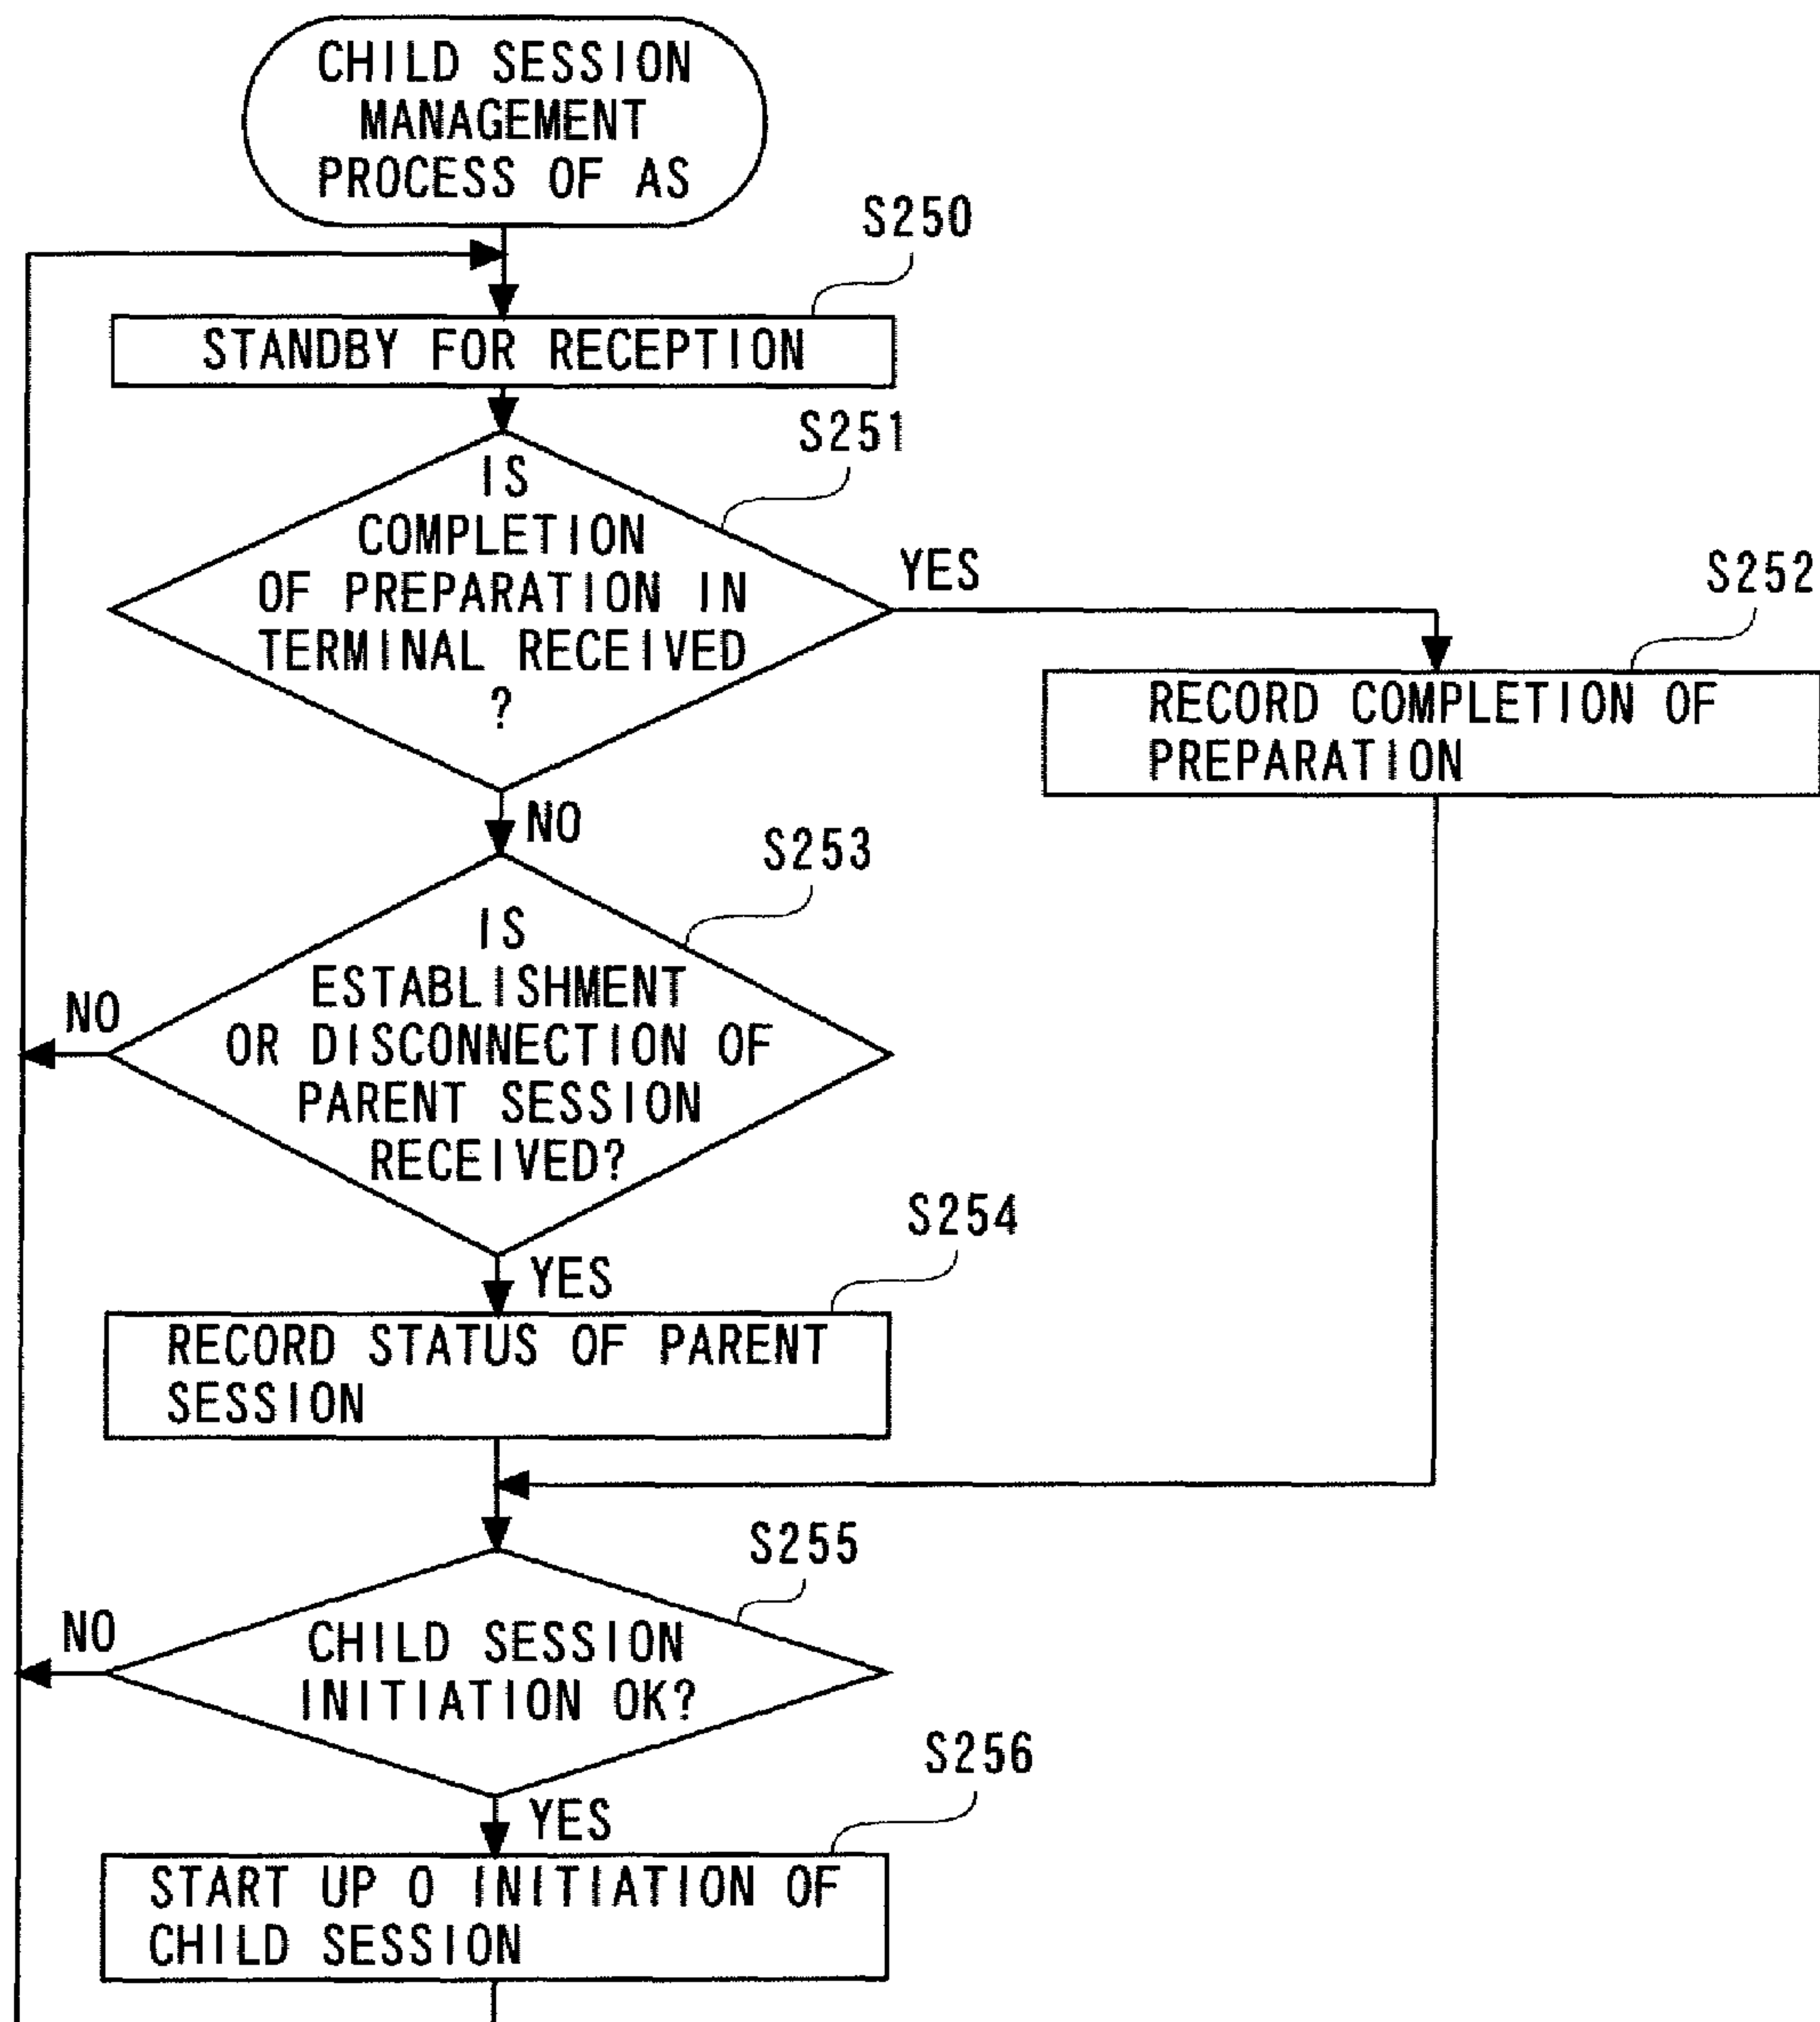 CHILD SESSION
MANAGEMENT
PROCESS OF AS
S250
STANDBY FOR RECEPTION
S251
IS
COMPLETION
OF PREPARATION IN
TERMINAL RECEIVED
?
YES
S252
RECORD COMPLETION OF
PREPARATION
NO
S253
IS
ESTABLISHMENT
OR DISCONNECTION OF
PARENT SESSION
RECEIVED?
NO
YES
S254
RECORD STATUS OF PARENT
SESSION
S255
CHILD SESSION
INITIATION OK?
NO
YES
S256
START UP O INITIATION OF
CHILD SESSION